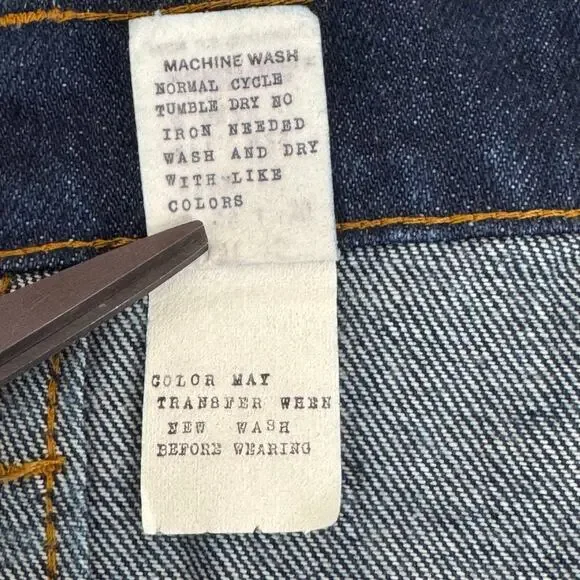 MACHINE WASH
NORMAL CYCLE
TUMBLE DRY NO
IRON NEEDED
WASH AND DRY
WITH LIKE
COLORS
COLOR MAY
TRANSFER WHEN
NEW WASH
BEFORE WEARING